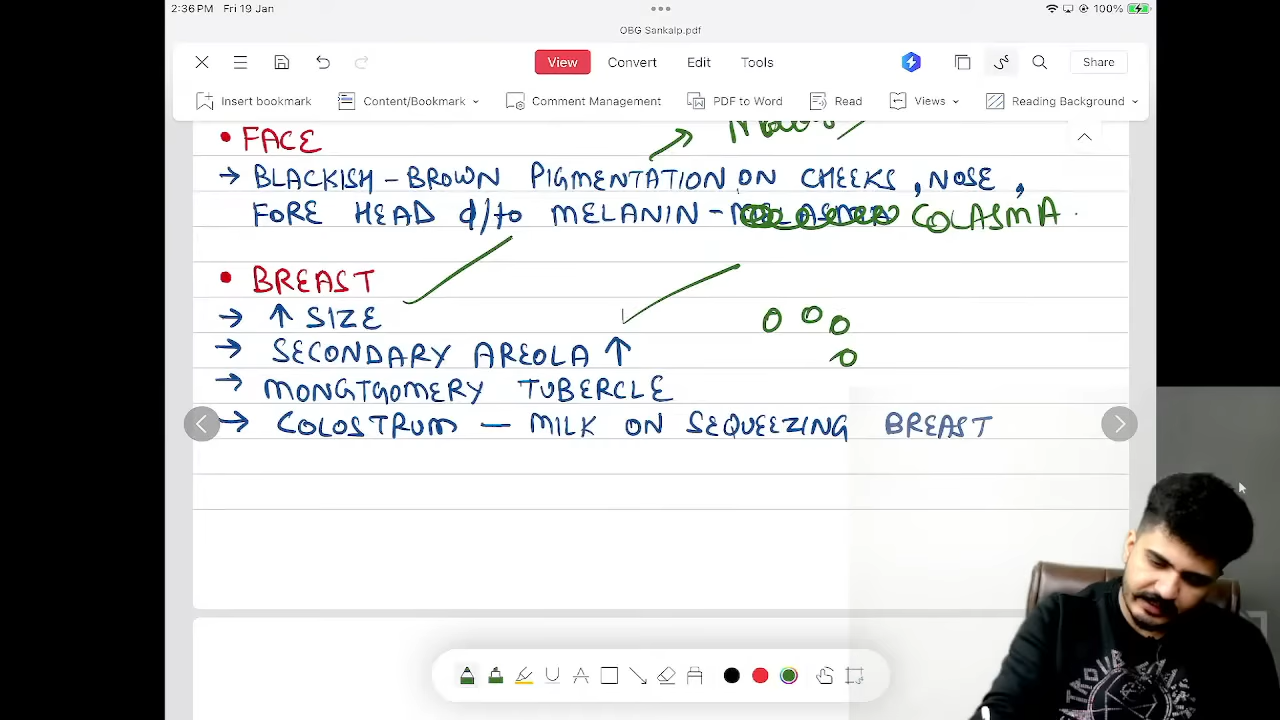 2:36 PM Fri 19 Jan
100%
OBG Sankalp.pdf
View Convert Edit Tools Share
Insert bookmark Content/Bookmark Comment Management PDF to Word Read Views Reading Background
• FACE
→ BLACKISH - BROWN PIGMENTATION ON CHEEKS , NOSE ,
FORE HEAD d/to MELANIN - COLASMA
• BREAST
→ ↑ SIZE
→ SECONDARY AREOLA ↑
→ MONGTGOMERY TUBERCLE
→ COLOSTRUM — MILK ON SEQUEEZING BREAST